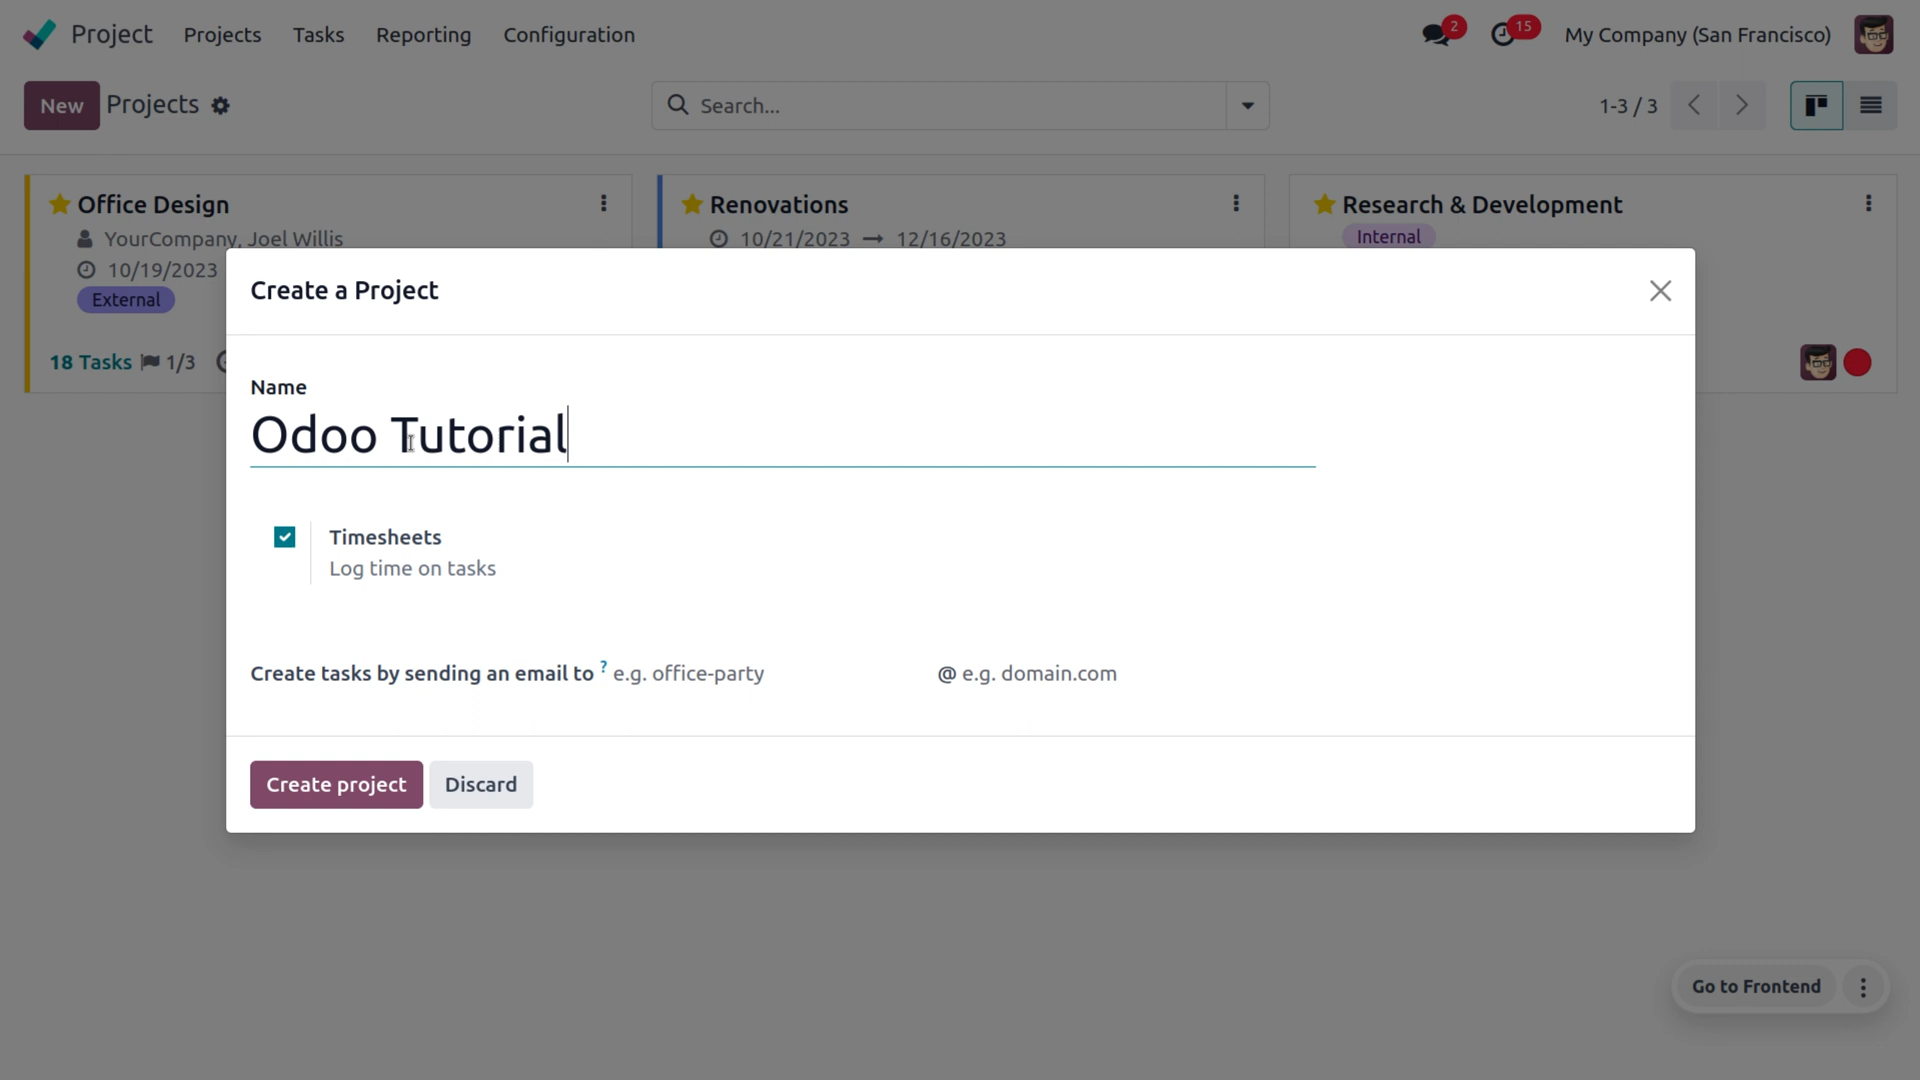 Project Projects Tasks Reporting Configuration 2 15 My Company (San Francisco)
New Projects Search... 1-3 / 3
Office Design Renovations Research & Development
YourCompany, Joel Willis 10/21/2023 → 12/16/2023 Internal
10/19/2023
External
18 Tasks 1/3
Create a Project
Name
Odoo Tutorial
Timesheets
Log time on tasks
Create tasks by sending an email to ? e.g. office-party @ e.g. domain.com
Create project Discard
Go to Frontend